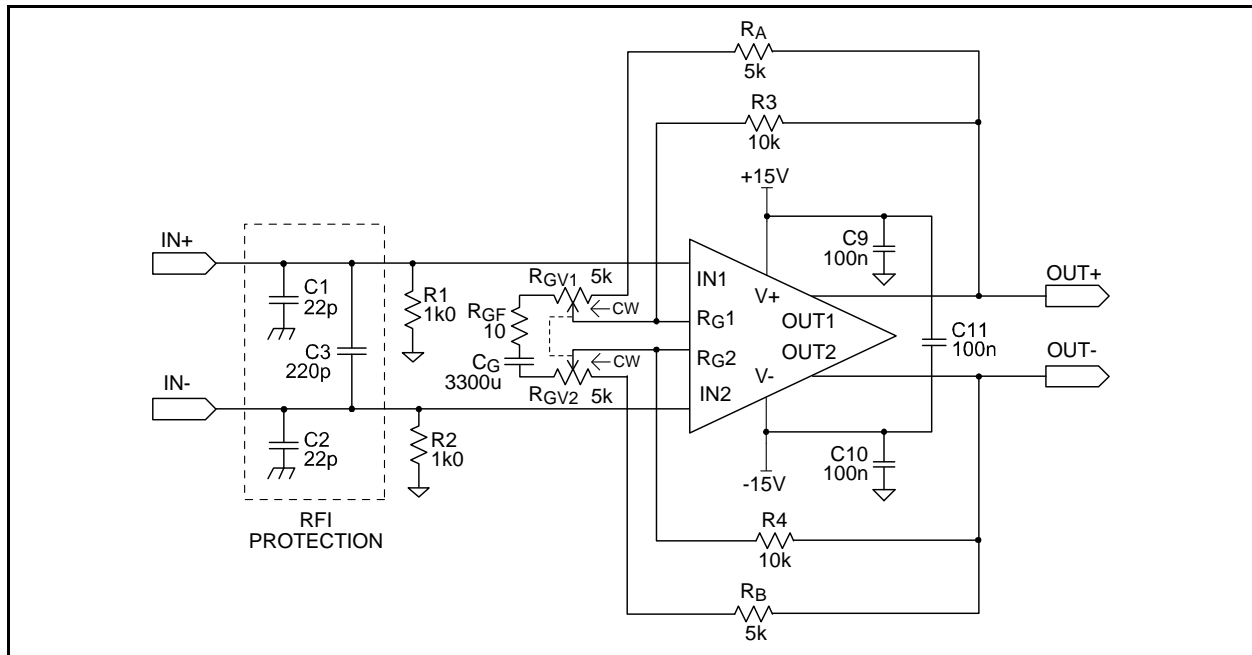 RA
5k
R3
10k
+15V
IN+
C9
100n
RGV1
5k
IN1
OUT+
C1
22p
R1
1k0
CW
V+
RGF
10
RG1
OUT1
C3
220p
C11
100n
RG2
OUT2
CG
3300u
CW
OUT-
IN-
V-
IN2
RGV2
5k
C2
22p
R2
1k0
C10
100n
-15V
RFI
PROTECTION
R4
10k
RB
5k